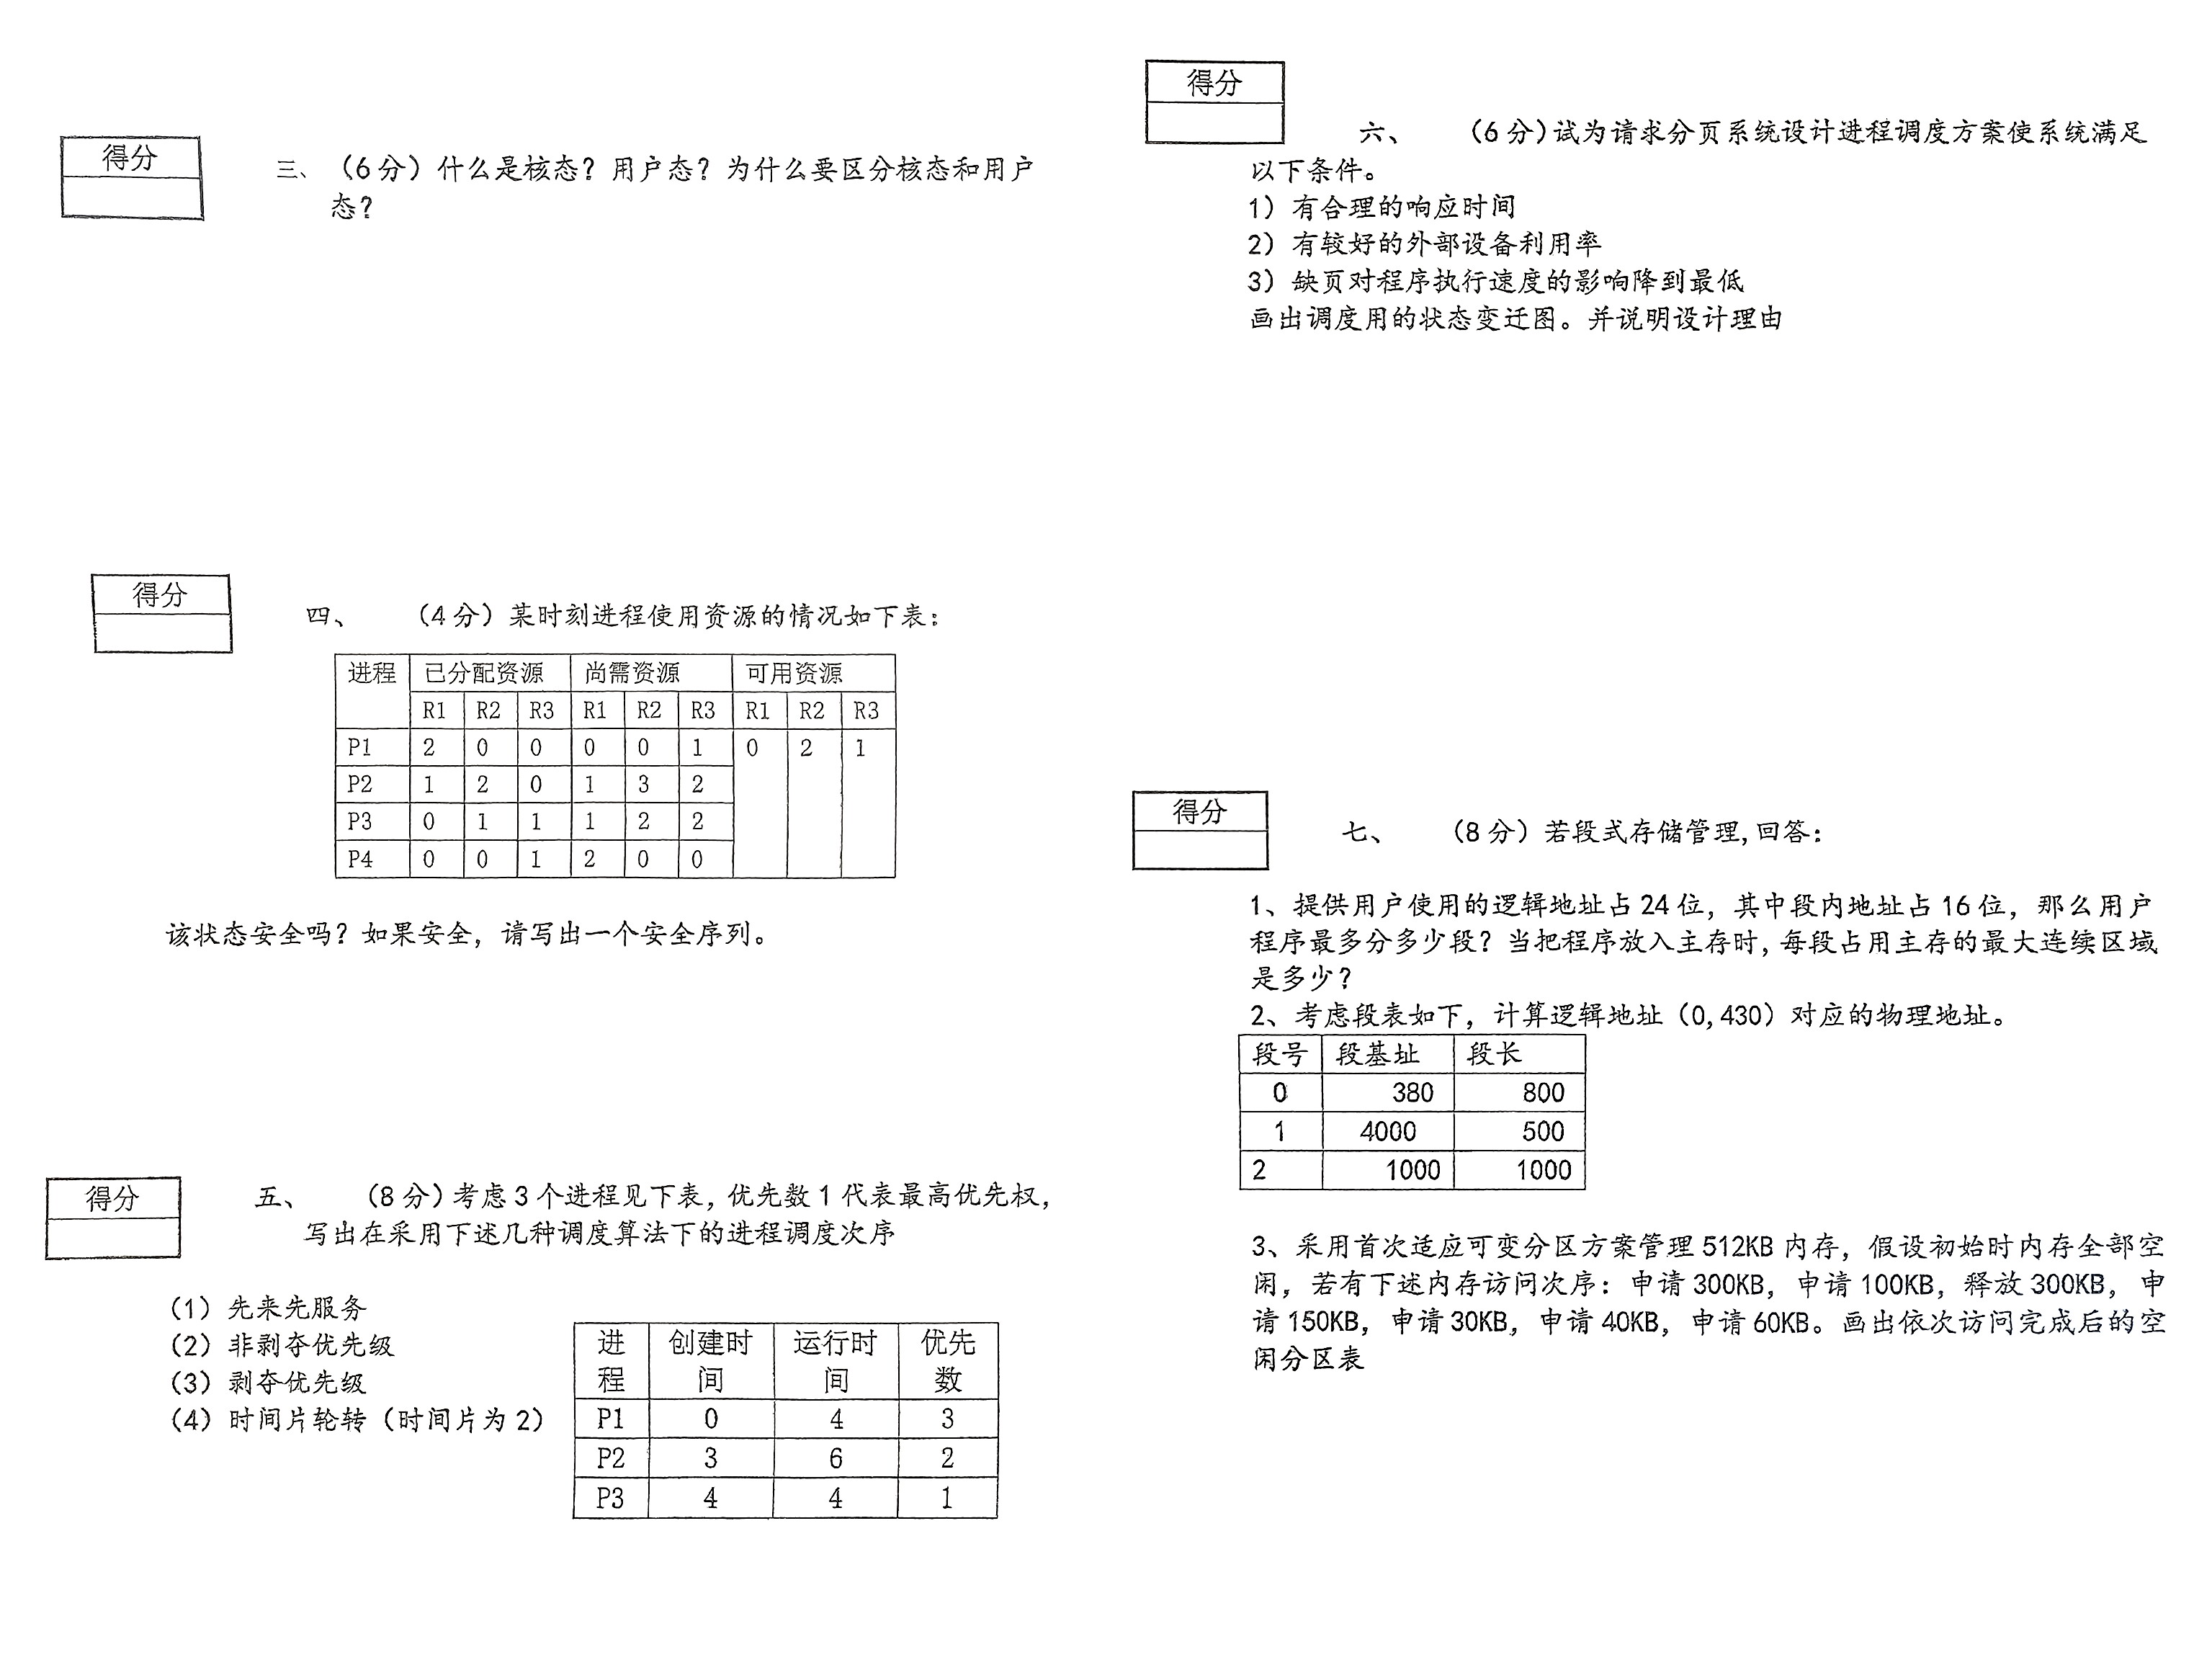 得分
三、（6分）什么是核态？用户态？为什么要区分核态和用户
态？
得分
四、 （4分）某时刻进程使用资源的情况如下表：
进程 已分配资源 尚需资源 可用资源
R1 R2 R3 R1 R2 R3 R1 R2 R3
P1 2 0 0 0 0 1 0 2 1
P2 1 2 0 1 3 2
P3 0 1 1 1 2 2
P4 0 0 1 2 0 0
该状态安全吗？如果安全，请写出一个安全序列。
得分
五、 （8分）考虑3个进程见下表，优先数1代表最高优先权，
写出在采用下述几种调度算法下的进程调度次序
（1）先来先服务
（2）非剥夺优先级
（3）剥夺优先级
（4）时间片轮转（时间片为2）
进程 创建时间 运行时间 优先数
P1 0 4 3
P2 3 6 2
P3 4 4 1
得分
六、 （6分）试为请求分页系统设计进程调度方案使系统满足
以下条件。
1）有合理的响应时间
2）有较好的外部设备利用率
3）缺页对程序执行速度的影响降到最低
画出调度用的状态变迁图。并说明设计理由
得分
七、 （8分）若段式存储管理，回答：
1、提供用户使用的逻辑地址占24位，其中段内地址占16位，那么用户
程序最多分多少段？当把程序放入主存时，每段占用主存的最大连续区域
是多少？
2、考虑段表如下，计算逻辑地址（0,430）对应的物理地址。
段号 段基址 段长
0 380 800
1 4000 500
2 1000 1000
3、采用首次适应可变分区方案管理512KB内存，假设初始时内存全部空
闲，若有下述内存访问次序：申请300KB，申请100KB，释放300KB，申
请150KB，申请30KB，申请40KB，申请60KB。画出依次访问完成后的空
闲分区表